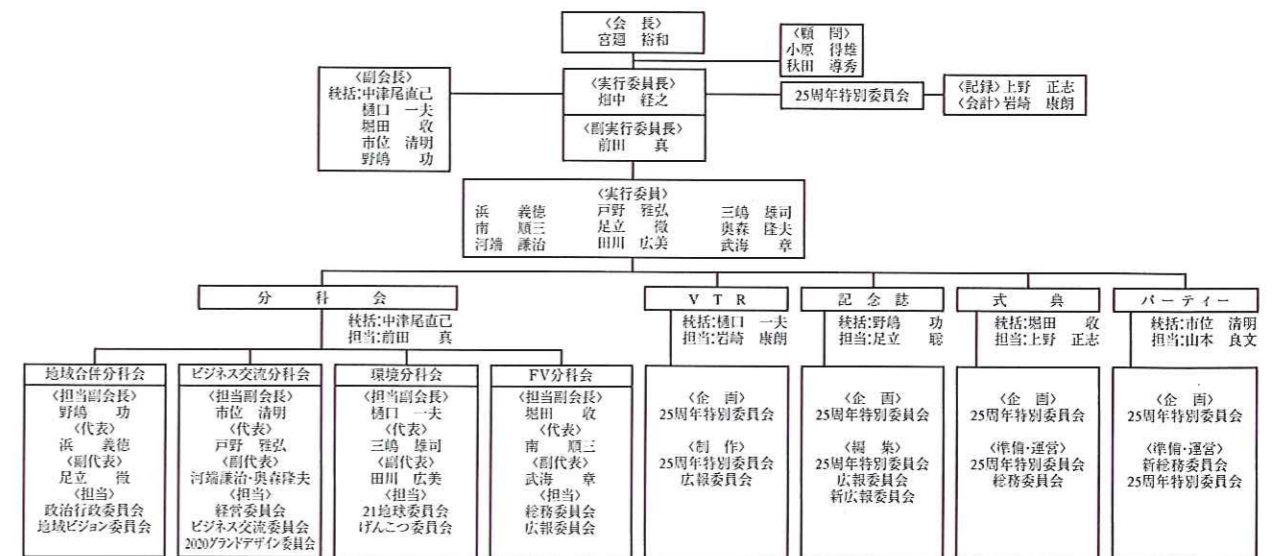 〈会　長〉
宮廻　裕和
〈顧　問〉
小原　得雄
秋田　導秀
〈副会長〉
統括:中津尾直己
樋口　一夫
堀田　　収
市位　清明
野嶋　　功
〈実行委員長〉
畑中　経之
〈副実行委員長〉
前田　　真
25周年特別委員会
〈記録〉上野　正志
〈会計〉岩崎　康朗
〈実行委員〉
浜　　義徳　戸野　雅弘　三嶋　雄司
南　　順三　足立　　徹　奥森　隆夫
河端　謙治　田川　広美　武海　　章
分　科　会
統括:中津尾直己
担当:前田　　真
V T R
統括:樋口　一夫
担当:岩崎　康朗
記 念 誌
統括:野嶋　　功
担当:足立　　聡
式　　典
統括:堀田　　収
担当:上野　正志
パーティー
統括:市位　清明
担当:山本　良文
地域合併分科会
〈担当副会長〉
野嶋　　功
〈代表〉
浜　　義徳
〈副代表〉
足立　　徹
〈担当〉
政治行政委員会
地域ビジョン委員会
ビジネス交流分科会
〈担当副会長〉
市位　清明
〈代表〉
戸野　雅弘
〈副代表〉
河端謙治・奥森隆夫
〈担当〉
経営委員会
ビジネス交流委員会
2020グランドデザイン委員会
環境分科会
〈担当副会長〉
樋口　一夫
〈代表〉
三嶋　雄司
〈副代表〉
田川　広美
〈担当〉
21地球委員会
げんこつ委員会
FV分科会
〈担当副会長〉
堀田　　収
〈代表〉
南　　順三
〈副代表〉
武海　　章
〈担当〉
総務委員会
広報委員会
〈企　画〉
25周年特別委員会
〈制　作〉
25周年特別委員会
広報委員会
〈企　画〉
25周年特別委員会
〈編　集〉
25周年特別委員会
広報委員会
新広報委員会
〈企　画〉
25周年特別委員会
〈準備・運営〉
25周年特別委員会
総務委員会
〈企　画〉
25周年特別委員会
〈準備・運営〉
新総務委員会
25周年特別委員会